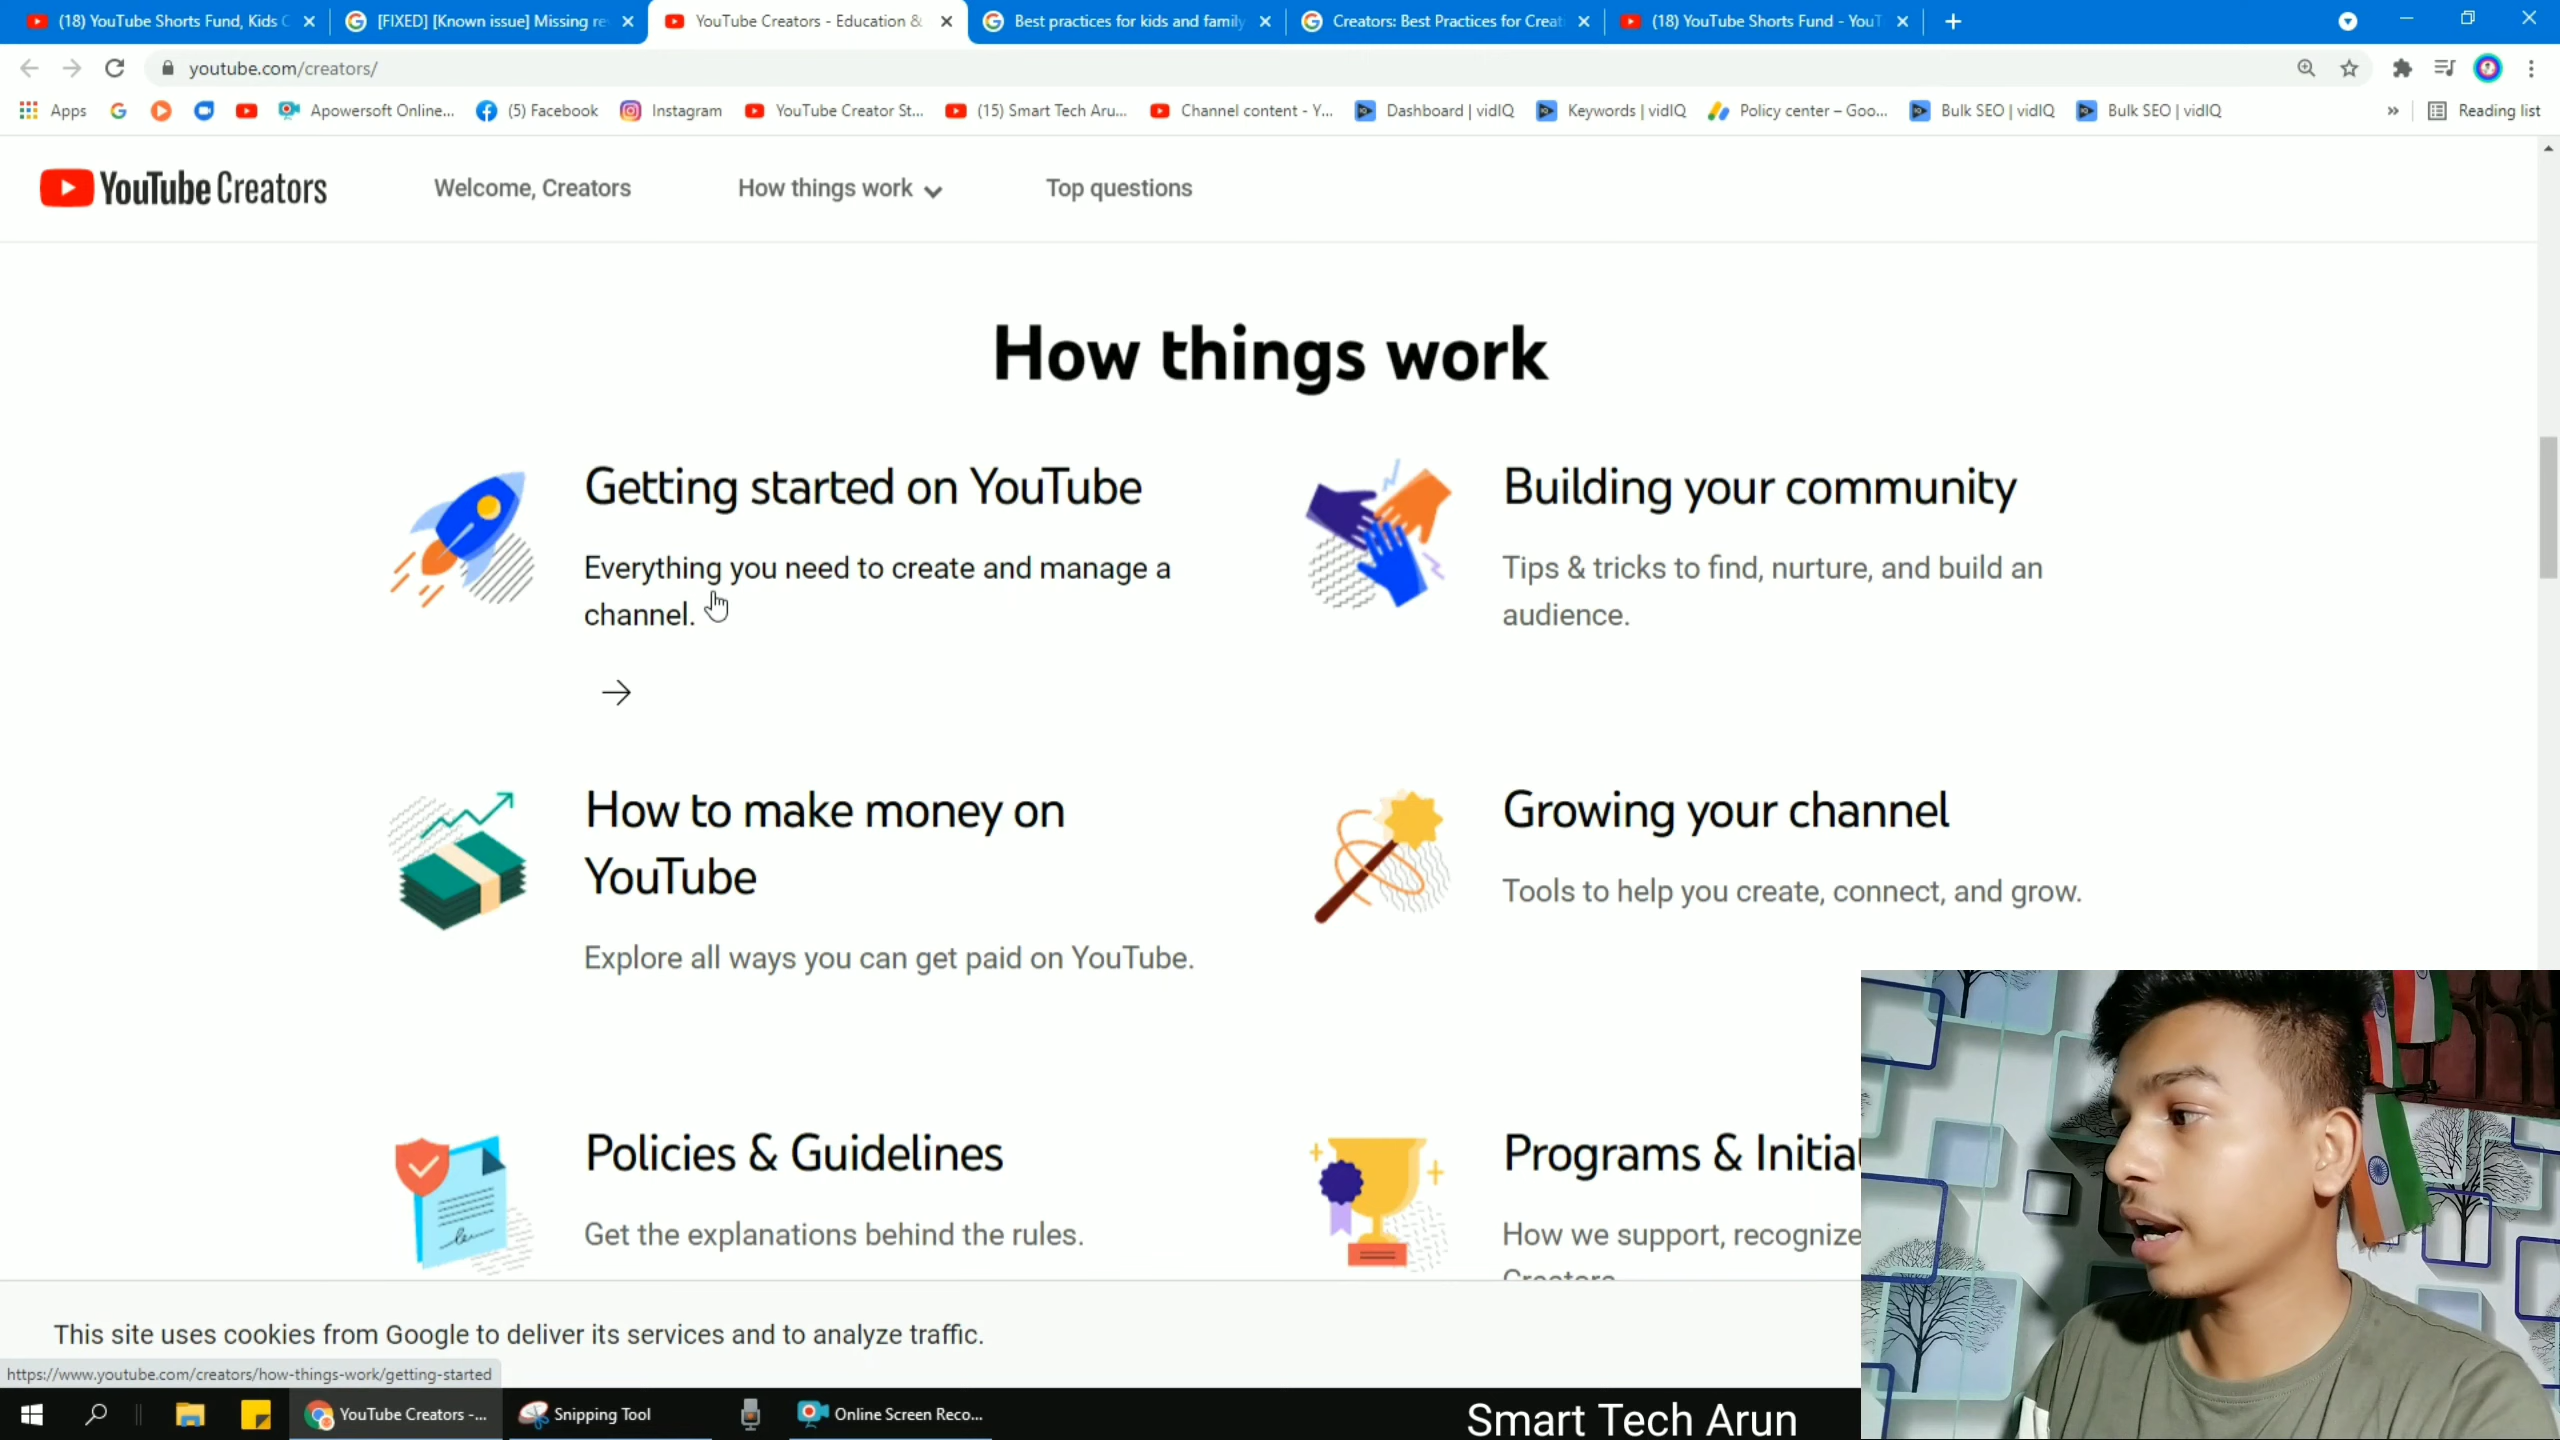 (18) YouTube Shorts Fund, Kids C
[FIXED] [Known issue] Missing re
YouTube Creators - Education &
Best practices for kids and family
Creators: Best Practices for Creat
(18) YouTube Shorts Fund - YouT
youtube.com/creators/
Apps
Apowersoft Online...
(5) Facebook
Instagram
YouTube Creator St...
(15) Smart Tech Aru...
Channel content - Y...
Dashboard | vidIQ
Keywords | vidIQ
Policy center – Goo...
Bulk SEO | vidIQ
Bulk SEO | vidIQ
»
Reading list
YouTube Creators
Welcome, Creators
How things work
Top questions
How things work
Getting started on YouTube
Everything you need to create and manage a
channel.
Building your community
Tips & tricks to find, nurture, and build an
audience.
How to make money on
YouTube
Explore all ways you can get paid on YouTube.
Growing your channel
Tools to help you create, connect, and grow.
Policies & Guidelines
Get the explanations behind the rules.
Programs & Initia
How we support, recognize
Creators
This site uses cookies from Google to deliver its services and to analyze traffic.
https://www.youtube.com/creators/how-things-work/getting-started
YouTube Creators -...
Snipping Tool
Online Screen Reco...
Smart Tech Arun